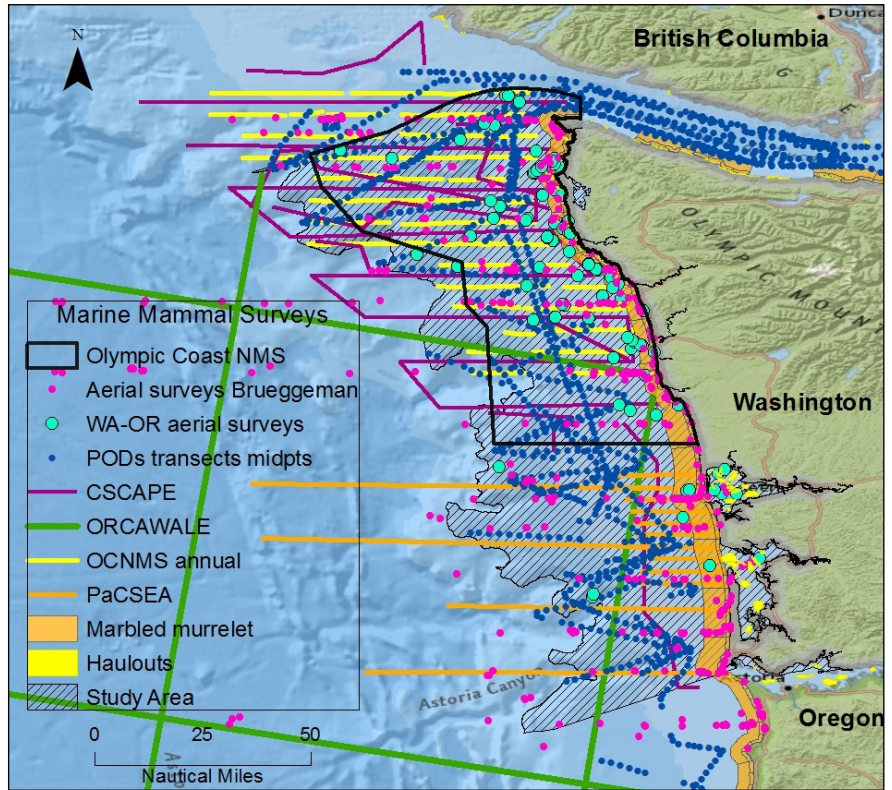 Dunca
N
British Columbia
G
E
OLYMPIC MOUNT
Marine Mammal Surveys
Olympic Coast NMS
Aerial surveys Brueggeman
WA-OR aerial surveys
PODs transects midpts
CSCAPE
ORCAWALE
OCNMS annual
PaCSEA
Marbled murrelet
Haulouts
Study Area
Washington
Astoria Canyon
storia
Oregon
0 25 50
Nautical Miles